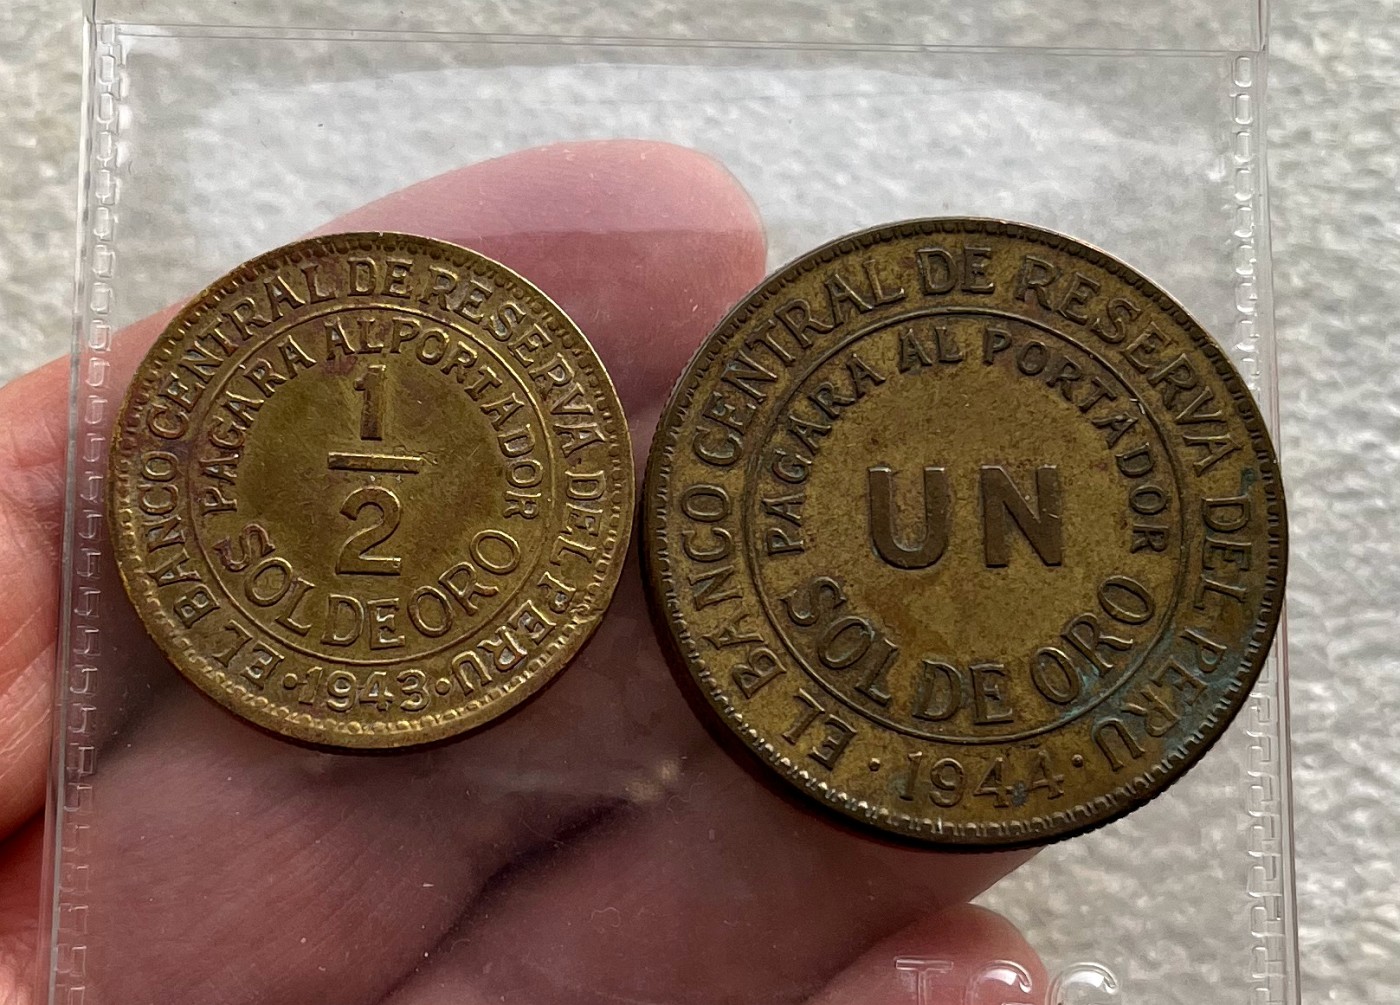 EL BANCO CENTRAL DE RESERVA DEL PERU
PAGARA AL PORTADOR
1
2
SOL DE ORO
·1943·
EL BANCO CENTRAL DE RESERVA DEL PERU
PAGARA AL PORTADOR
UN
SOL DE ORO
·1944·